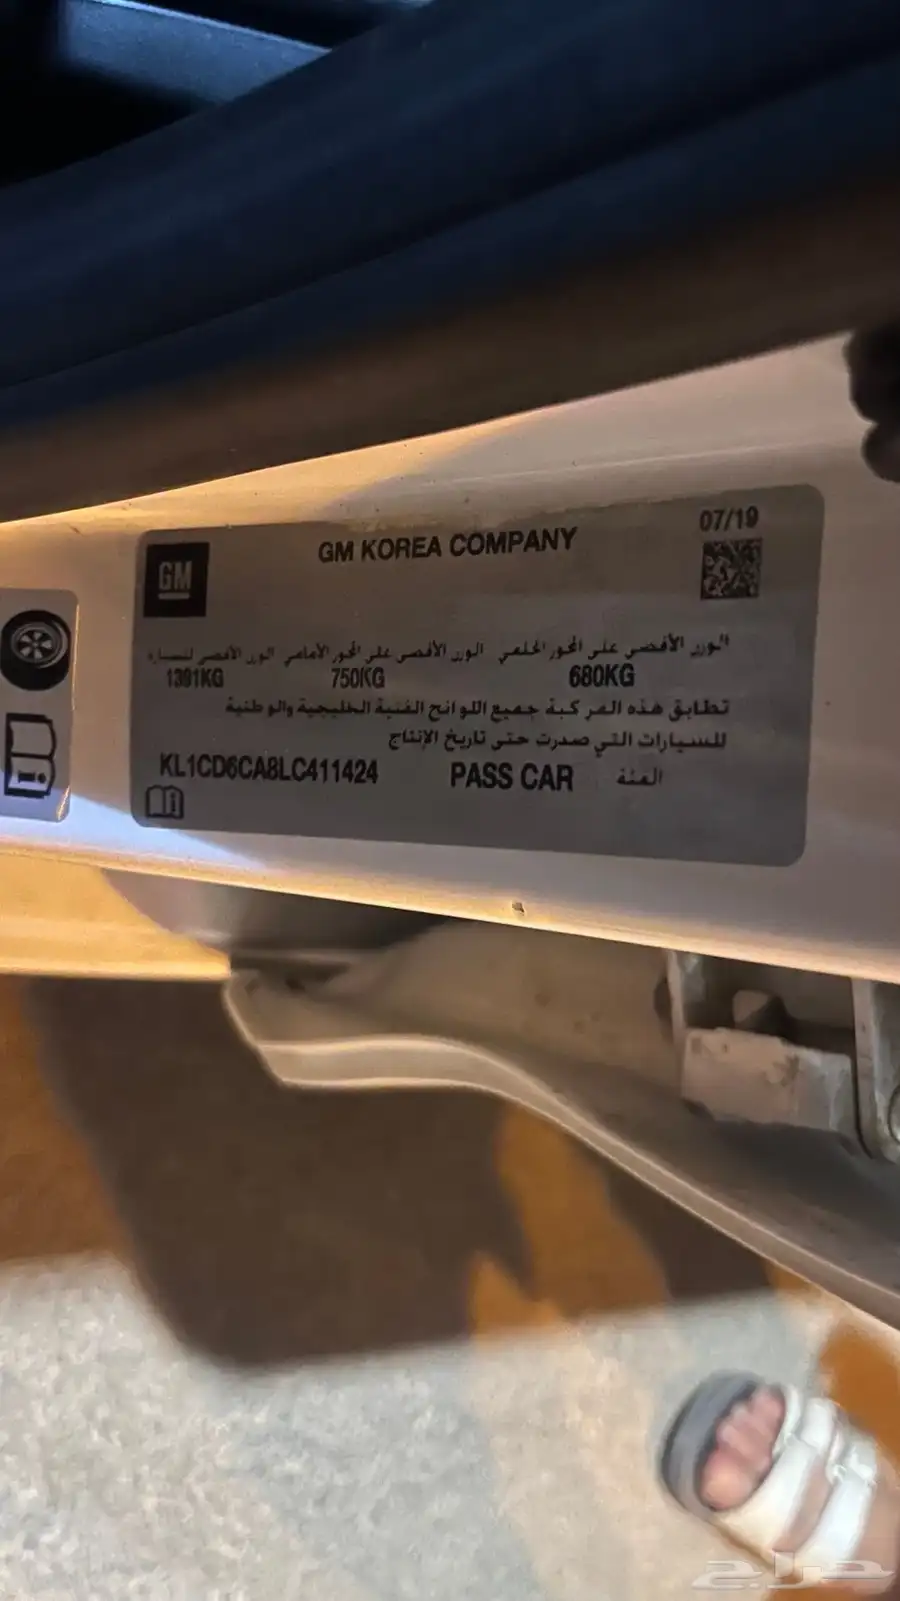 07/19
GM
GM KOREA COMPANY
الوزن الأقصى على المحور الخلفي الوزن الأقصى على المحور الأمامي الوزن الأقصى للسيارة
680KG 750KG 1391KG
تطابق هذه المركبة جميع اللوائح الفنية الخليجية والوطنية
للسيارات التي صدرت حتى تاريخ الإنتاج
الفئة PASS CAR KL1CD6CA8LC411424
حراج